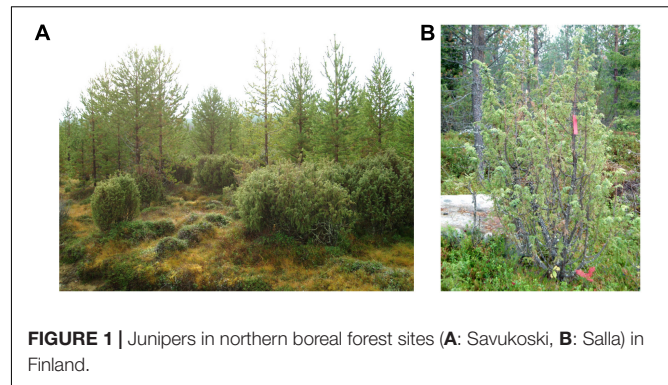 A
B
FIGURE 1 | Junipers in northern boreal forest sites (A: Savukoski, B: Salla) in
Finland.